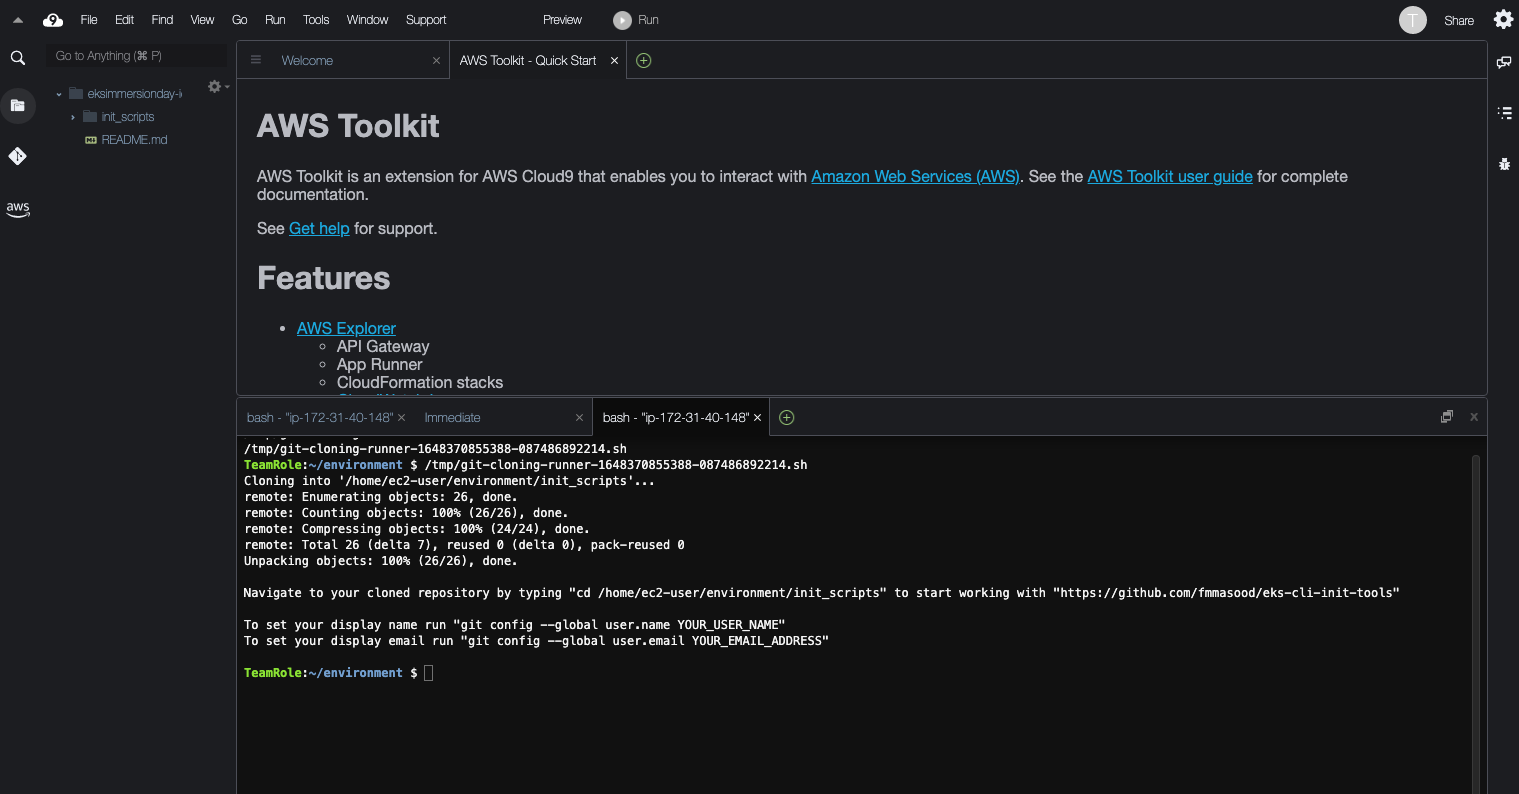 9 File Edit Find View Go Run Tools Window Support Preview Run T Share
Go to Anything (⌘ P)
eksimmersionday-i
init_scripts
README.md
aws
Welcome
AWS Toolkit - Quick Start
AWS Toolkit
AWS Toolkit is an extension for AWS Cloud9 that enables you to interact with Amazon Web Services (AWS). See the AWS Toolkit user guide for complete
documentation.
See Get help for support.
Features
AWS Explorer
API Gateway
App Runner
CloudFormation stacks
bash - "ip-172-31-40-148" Immediate bash - "ip-172-31-40-148"
/tmp/git-cloning-runner-1648370855388-087486892214.sh
TeamRole:~/environment $ /tmp/git-cloning-runner-1648370855388-087486892214.sh
Cloning into '/home/ec2-user/environment/init_scripts'...
remote: Enumerating objects: 26, done.
remote: Counting objects: 100% (26/26), done.
remote: Compressing objects: 100% (24/24), done.
remote: Total 26 (delta 7), reused 0 (delta 0), pack-reused 0
Unpacking objects: 100% (26/26), done.
Navigate to your cloned repository by typing "cd /home/ec2-user/environment/init_scripts" to start working with "https://github.com/fmmasood/eks-cli-init-tools"
To set your display name run "git config --global user.name YOUR_USER_NAME"
To set your display email run "git config --global user.email YOUR_EMAIL_ADDRESS"
TeamRole:~/environment $